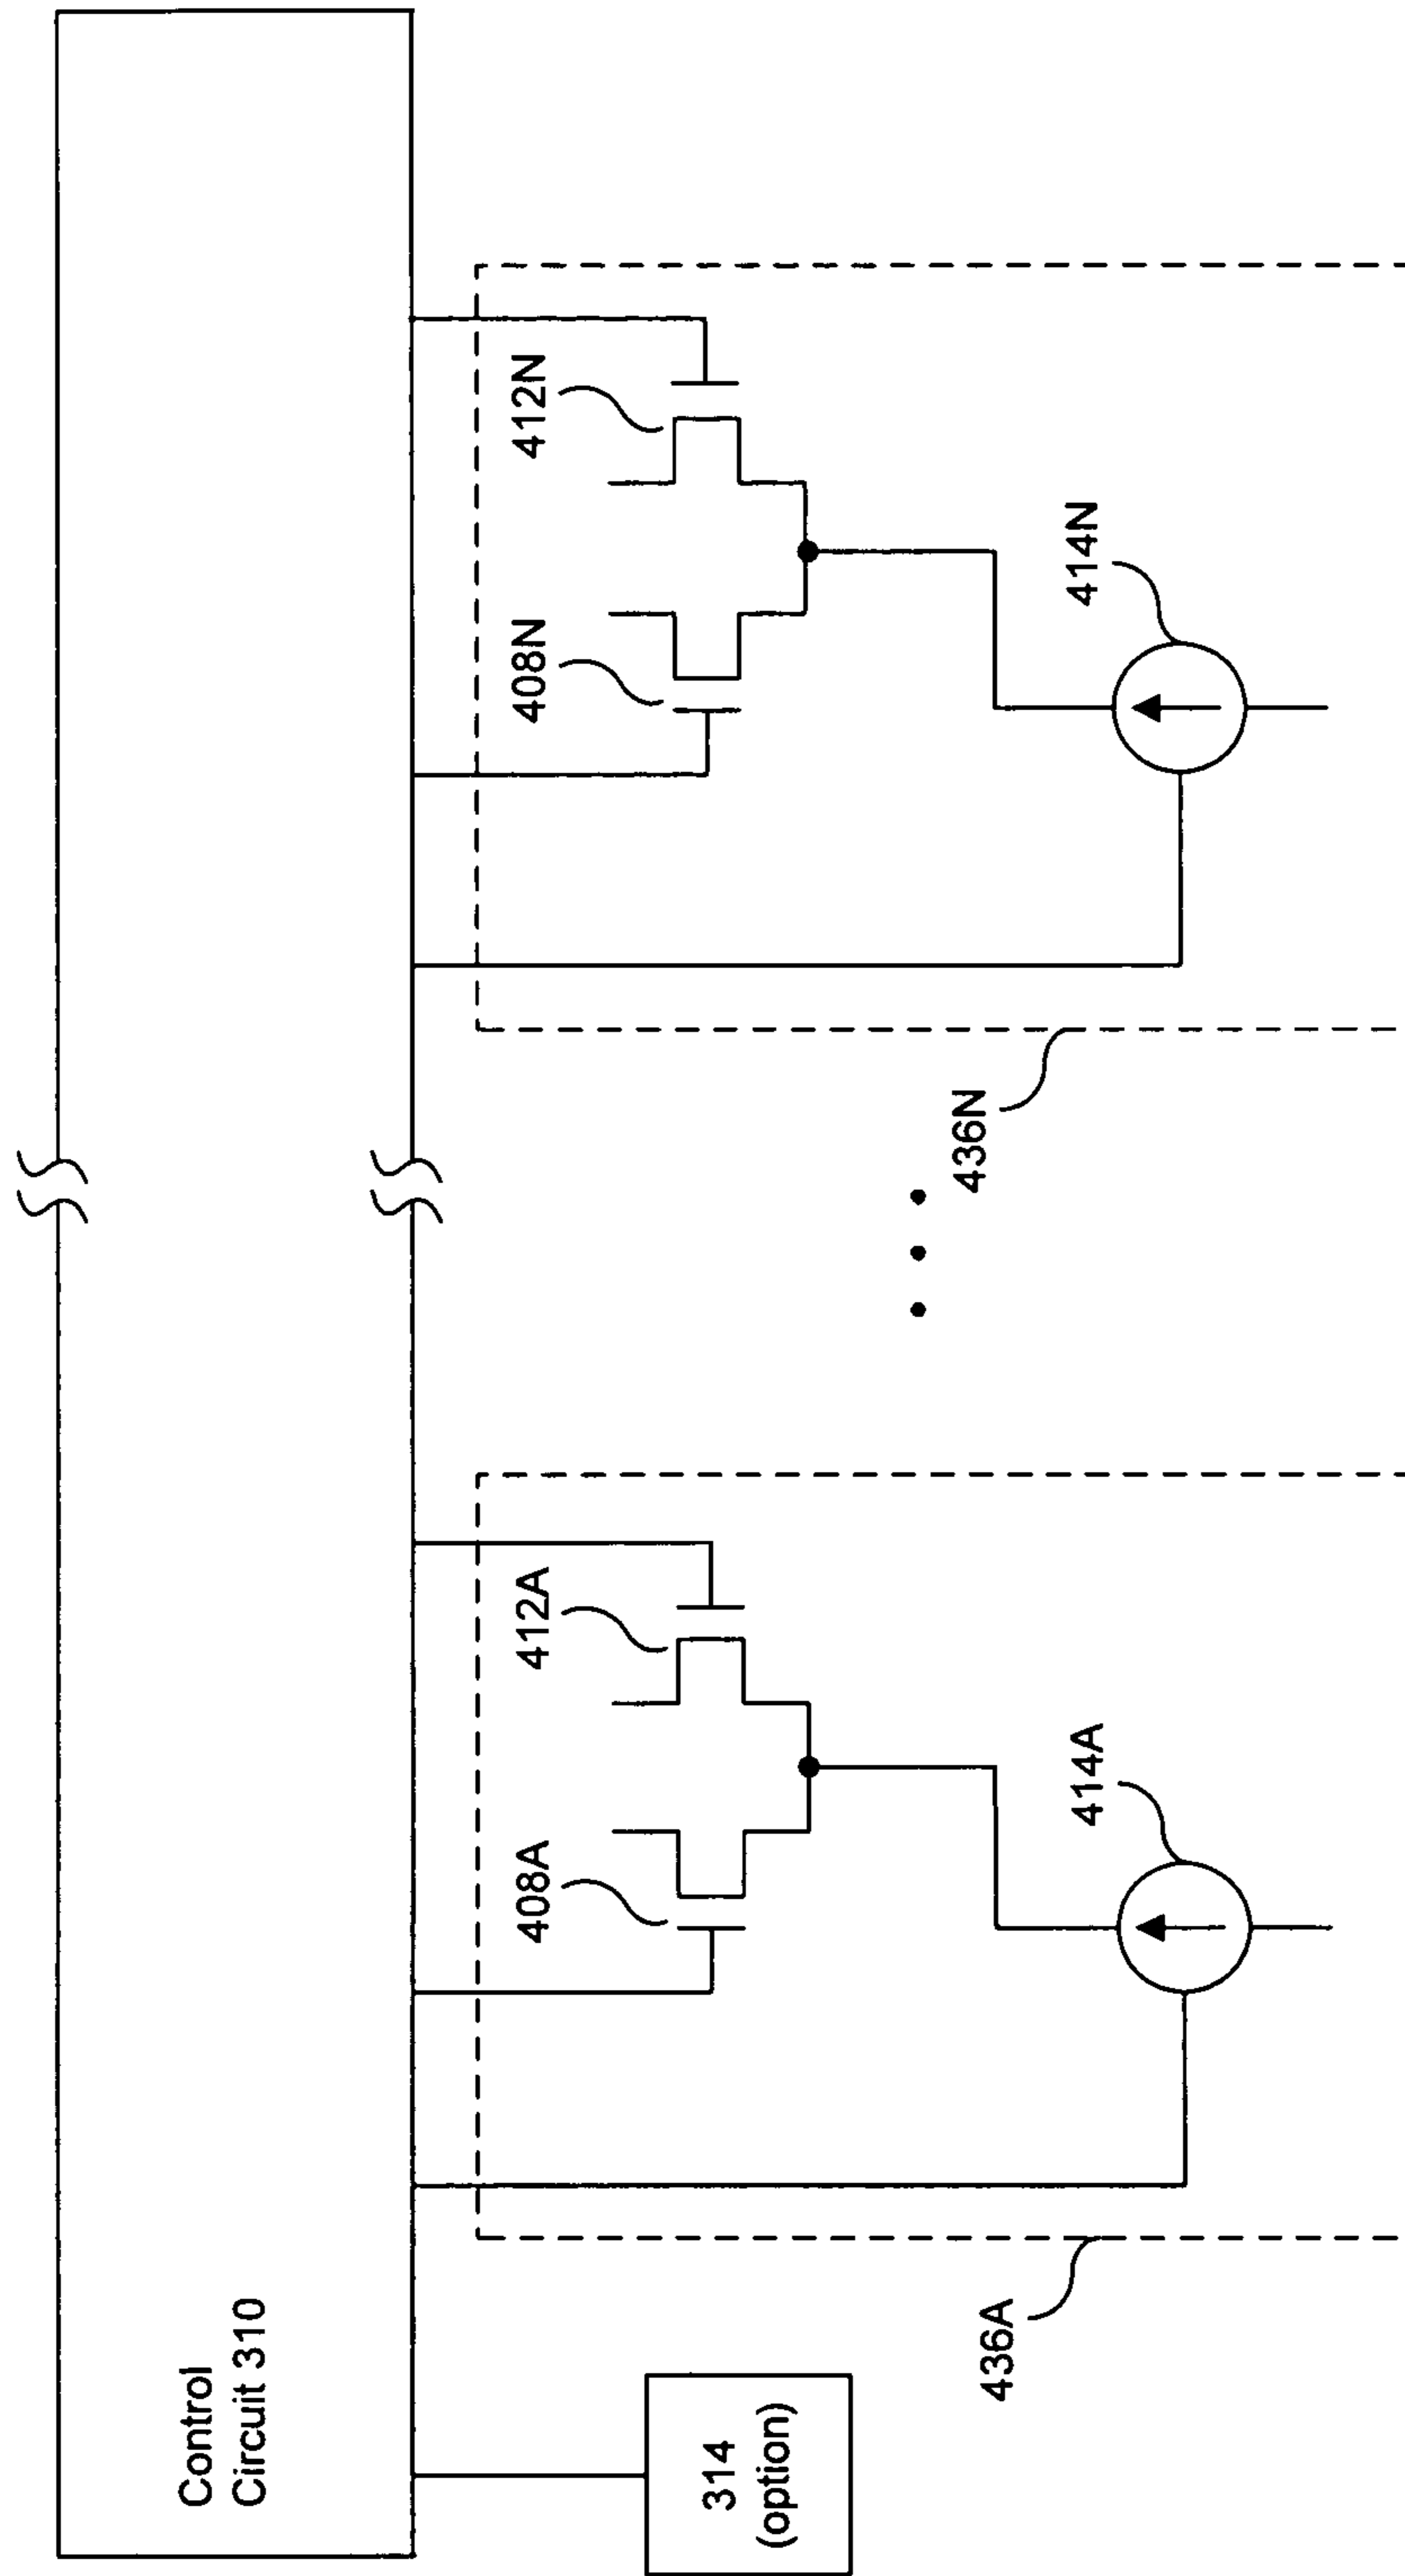 Control
Circuit 310
314
(option)
436A
408A
412A
414A
436N
408N
412N
414N